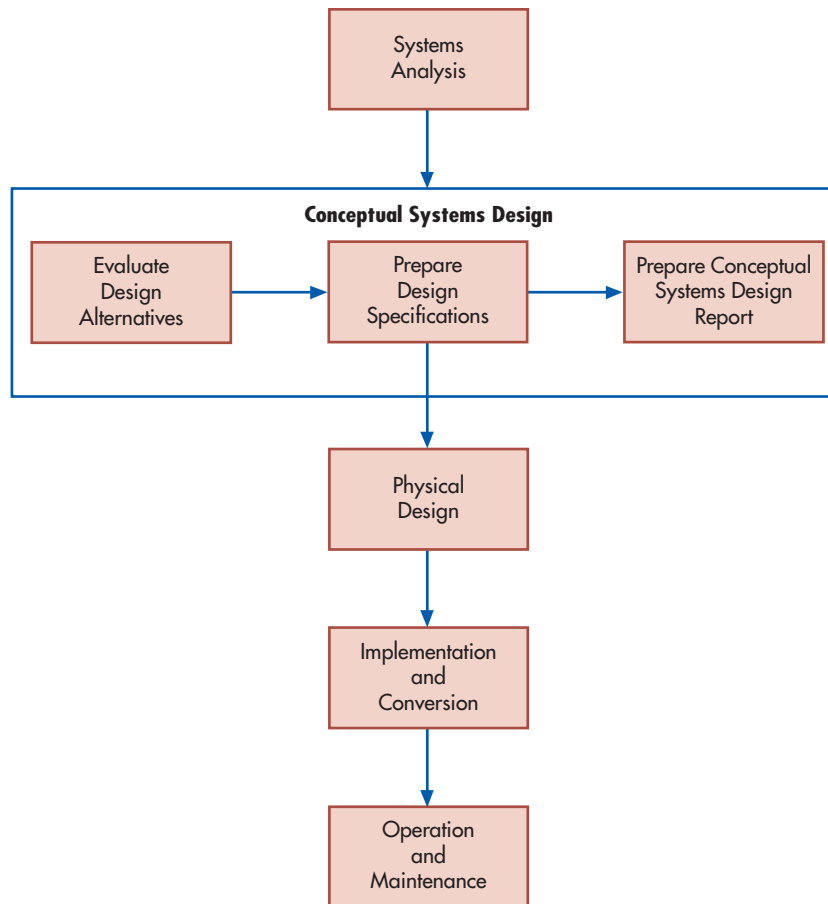 Systems
Analysis
Conceptual Systems Design
Evaluate
Design
Alternatives
Prepare
Design
Specifications
Prepare Conceptual
Systems Design
Report
Physical
Design
Implementation
and
Conversion
Operation
and
Maintenance